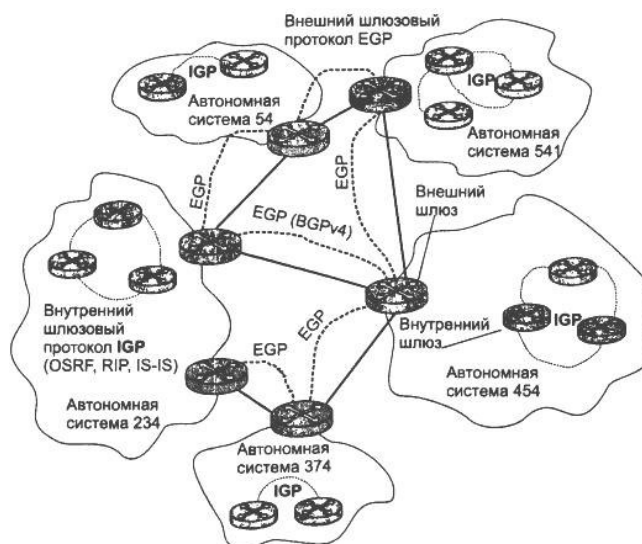 Внешний шлюзовый
протокол EGP
IGP
Автономная
система 54
IGP
Автономная
система 541
EGP
EGP
Внешний
шлюз
EGP (BGPv4)
EGP
Внутренний
шлюзовый
протокол IGP
(OSRF, RIP, IS-IS)
Автономная
система 234
EGP
Внутренний
шлюз
IGP
Автономная
система 454
Автономная
система 374
IGP